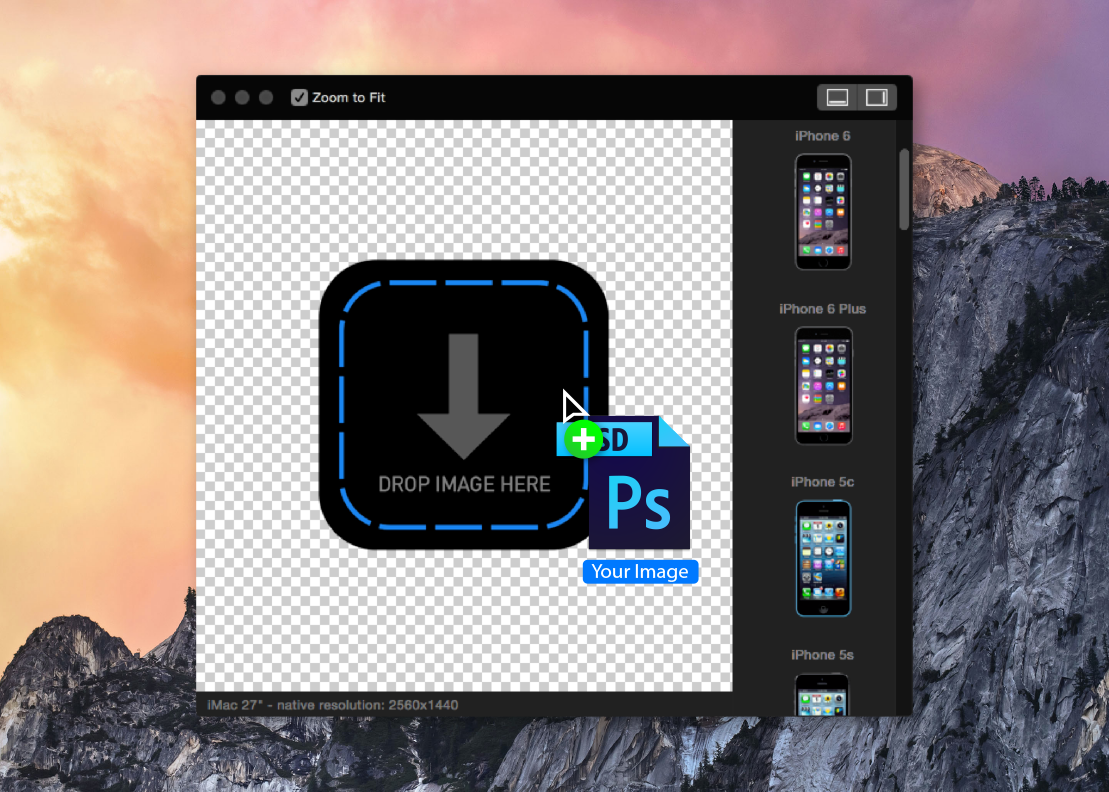 Zoom to Fit
iPhone 6
iPhone 6 Plus
iPhone 5c
iPhone 5s
DROP IMAGE HERE
SD
Ps
Your Image
iMac 27" - native resolution: 2560x1440